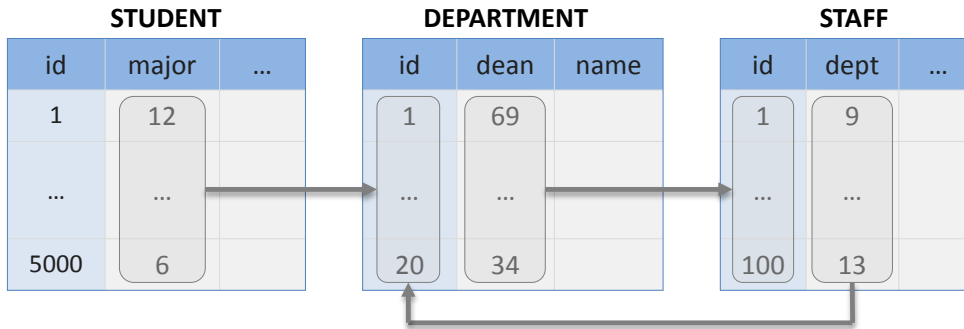 STUDENT DEPARTMENT STAFF
id major ... id dean name id dept ...
1 12 1 69 1 9
... ... ... ... ... ...
5000 6 20 34 100 13